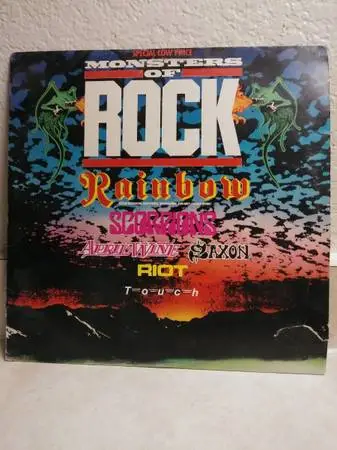 SPECIAL LOW PRICE
MONSTERS
OF
ROCK
Rainbow
SCORPIONS
APRIL WINE SAXON
RIOT
T=o=u=c=h